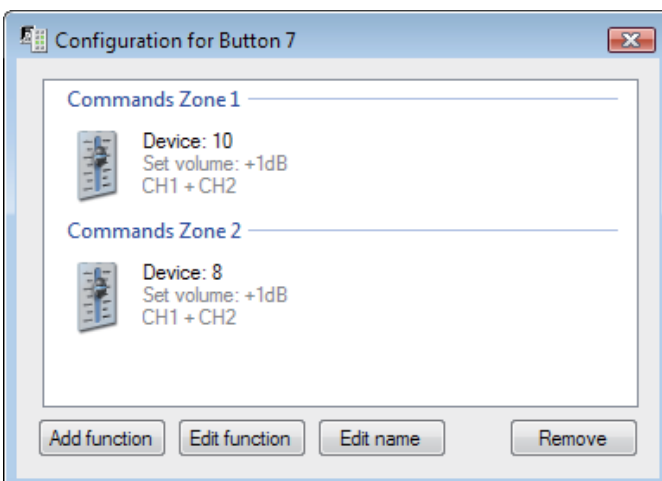 Configuration for Button 7
Commands Zone 1
Device: 10
Set volume: +1dB
CH1 + CH2
Commands Zone 2
Device: 8
Set volume: +1dB
CH1 + CH2
Add function Edit function Edit name Remove